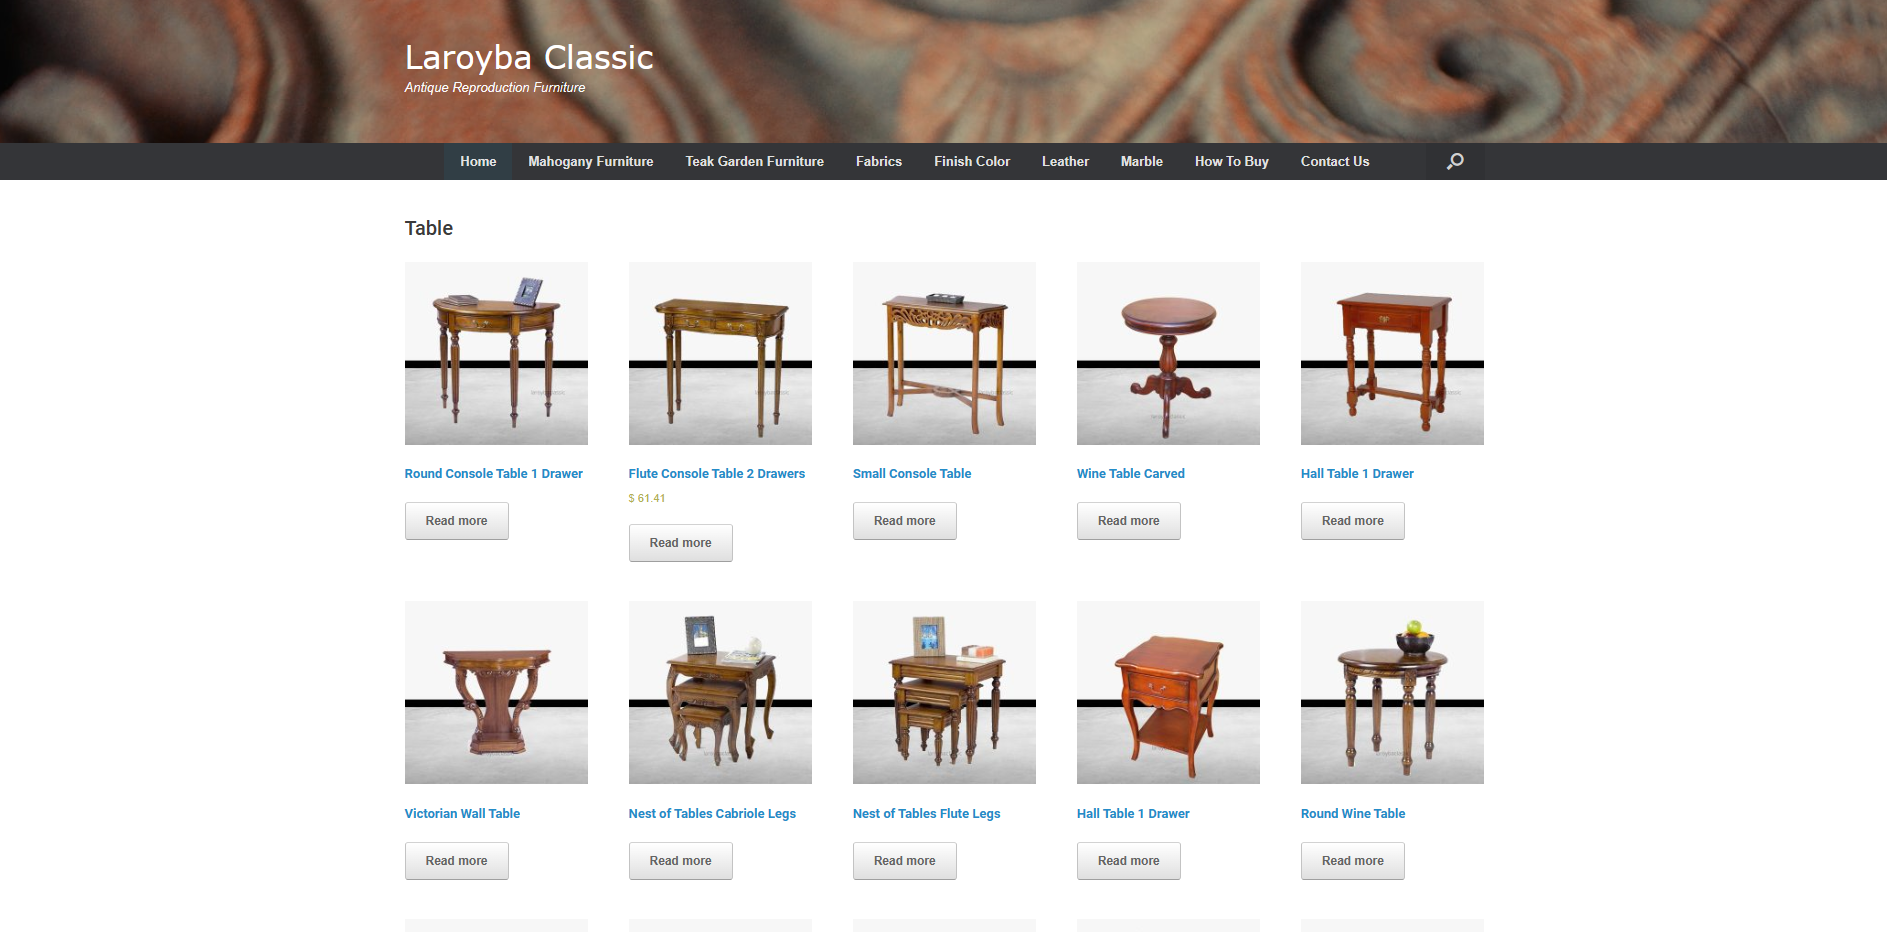 Laroyba Classic
Antique Reproduction Furniture
Home Mahogany Furniture Teak Garden Furniture Fabrics Finish Color Leather Marble How To Buy Contact Us
Table
Round Console Table 1 Drawer
Read more
Flute Console Table 2 Drawers
$ 61.41
Read more
Small Console Table
Read more
Wine Table Carved
Read more
Hall Table 1 Drawer
Read more
Victorian Wall Table
Read more
Nest of Tables Cabriole Legs
Read more
Nest of Tables Flute Legs
Read more
Hall Table 1 Drawer
Read more
Round Wine Table
Read more